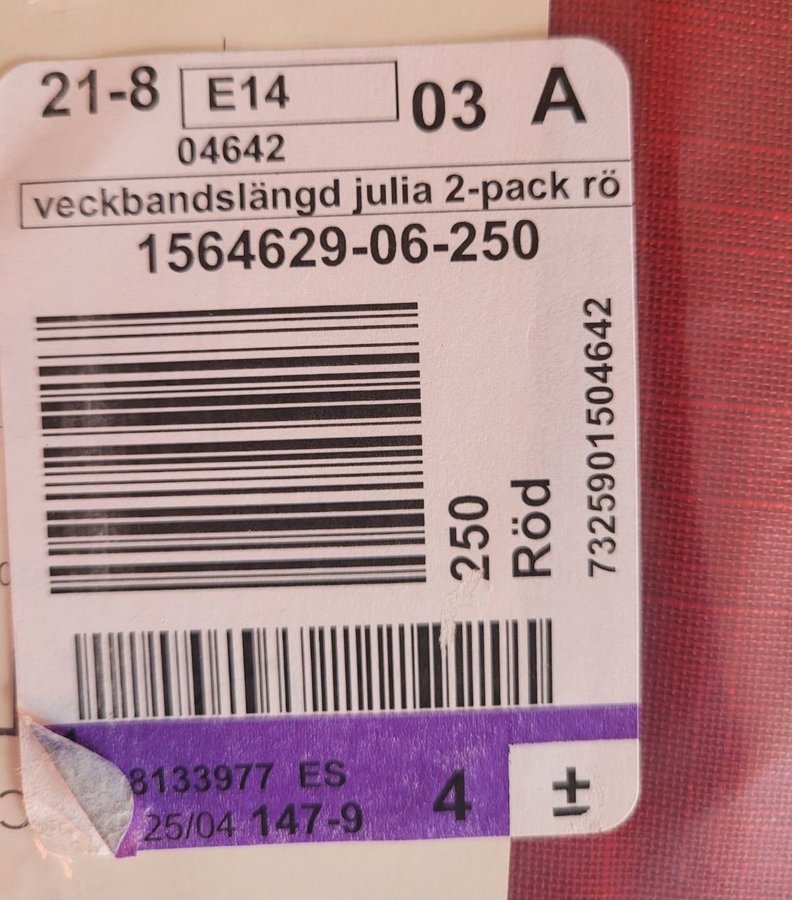 21-8 E14 03 A
04642
veckbandslängd julia 2-pack rö
1564629-06-250
250
Röd
7325901504642
8133977 ES
25/04 147-9 4 ±